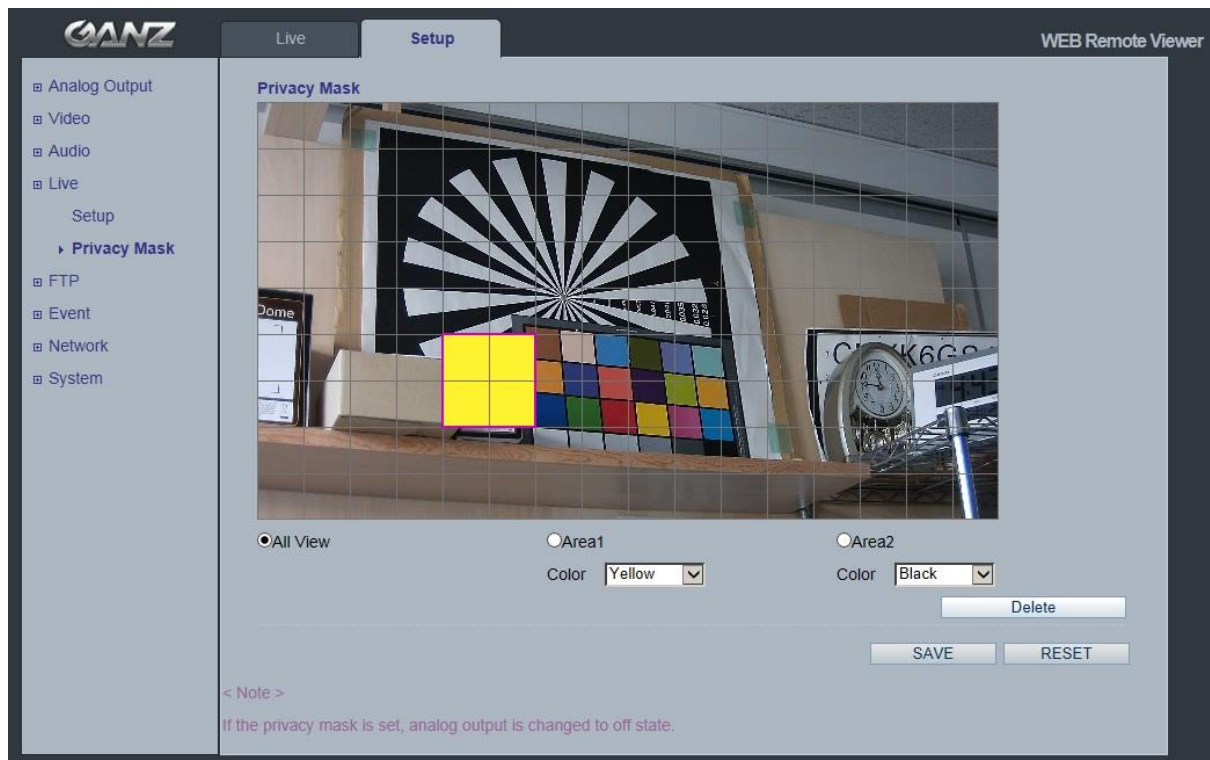 GANZ
Live
Setup
WEB Remote Viewer
Analog Output
Video
Audio
Live
Setup
Privacy Mask
FTP
Event
Network
System
Privacy Mask
Dome
All View
Area1
Area2
Color Yellow
Color Black
Delete
SAVE RESET
< Note >
If the privacy mask is set, analog output is changed to off state.